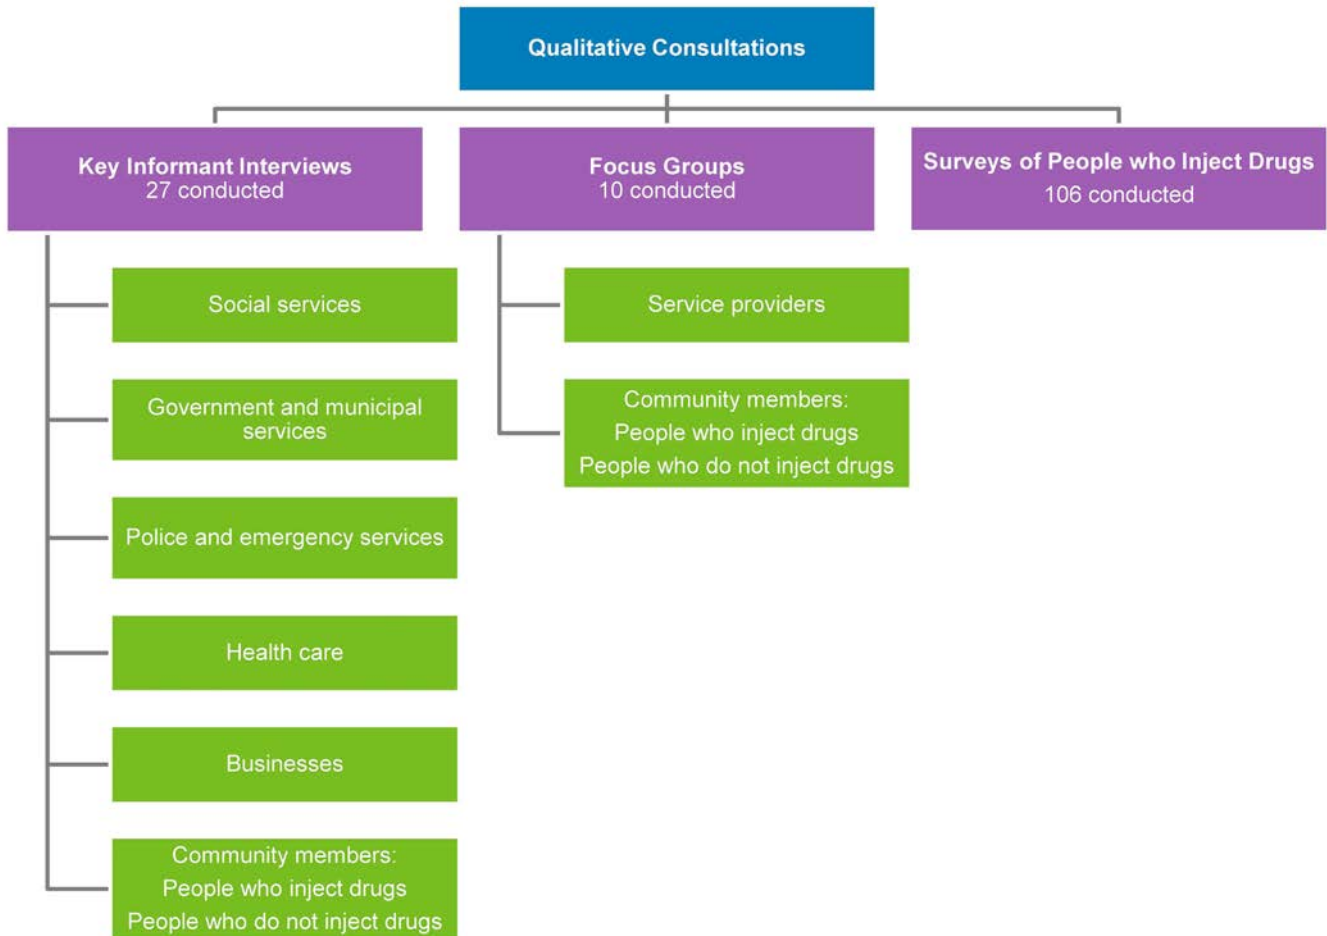 Qualitative Consultations
Key Informant Interviews
27 conducted
Focus Groups
10 conducted
Surveys of People who Inject Drugs
106 conducted
Social services
Government and municipal
services
Police and emergency services
Health care
Businesses
Community members:
People who inject drugs
People who do not inject drugs
Service providers
Community members:
People who inject drugs
People who do not inject drugs